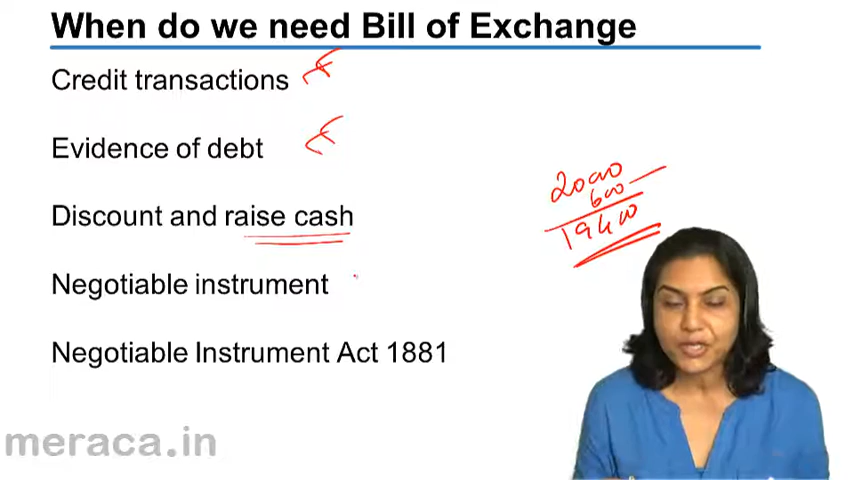 When do we need Bill of Exchange
Credit transactions
Evidence of debt
Discount and raise cash
Negotiable instrument
Negotiable Instrument Act 1881
20000
600
19400
meraca.in